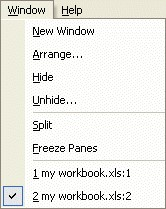 Window Help
New Window
Arrange...
Hide
Unhide...
Split
Freeze Panes
1 my workbook.xls:1
2 my workbook.xls:2